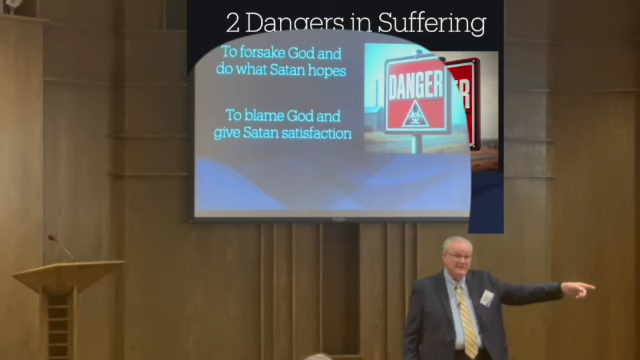 2 Dangers in Suffering
To forsake God and
do what Satan hopes
To blame God and
give Satan satisfaction
DANGER
ER